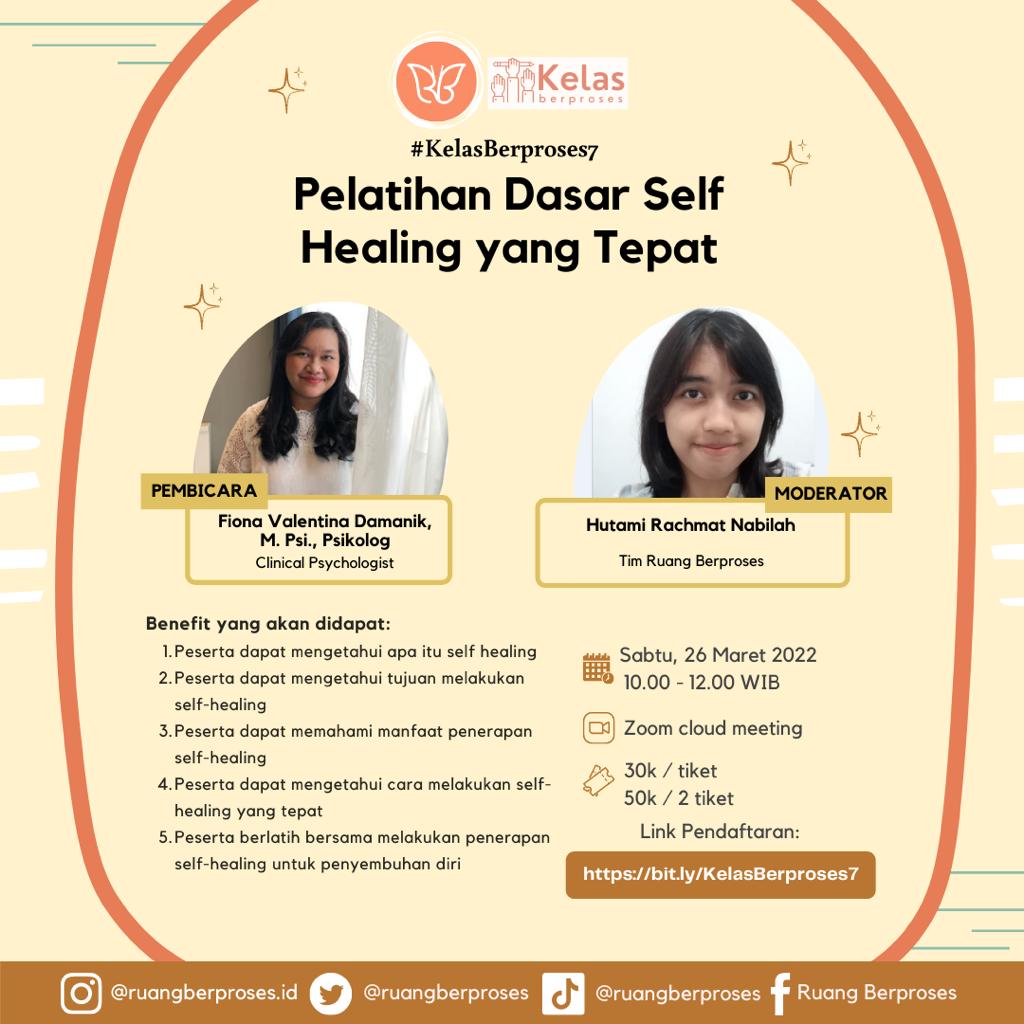 Kelas
berproses
#KelasBerproses7
Pelatihan Dasar Self
Healing yang Tepat
PEMBICARA
Fiona Valentina Damanik,
M. Psi., Psikolog
Clinical Psychologist
MODERATOR
Hutami Rachmat Nabilah
Tim Ruang Berproses
Benefit yang akan didapat:
1. Peserta dapat mengetahui apa itu self healing
2. Peserta dapat mengetahui tujuan melakukan
self-healing
3. Peserta dapat memahami manfaat penerapan
self-healing
4. Peserta dapat mengetahui cara melakukan self-
healing yang tepat
5. Peserta berlatih bersama melakukan penerapan
self-healing untuk penyembuhan diri
Sabtu, 26 Maret 2022
10.00 - 12.00 WIB
Zoom cloud meeting
30k / tiket
50k / 2 tiket
Link Pendaftaran:
https://bit.ly/KelasBerproses7
@ruangberproses.id @ruangberproses @ruangberproses Ruang Berproses